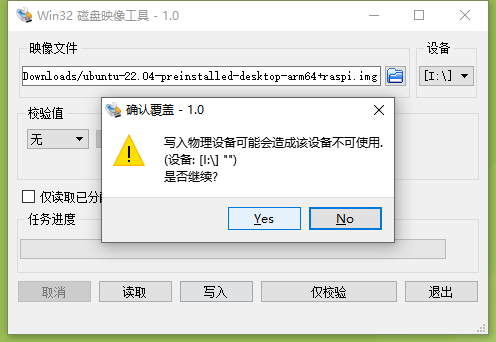 Win32 磁盘映像工具 - 1.0
映像文件
设备
Downloads/ubuntu-22.04-preinstalled-desktop-arm64+raspi.img
[I:\]
校验值
无
确认覆盖 - 1.0
写入物理设备可能会造成该设备不可使用.
(设备: [I:\] "")
是否继续?
Yes
No
仅读取已分
任务进度
取消
读取
写入
仅校验
退出